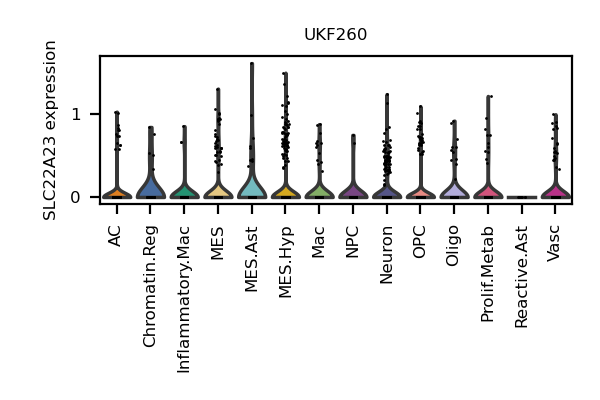 UKF260
SLC22A23 expression
1
0
AC
Chromatin.Reg
Inflammatory.Mac
MES
MES.Ast
MES.Hyp
Mac
NPC
Neuron
OPC
Oligo
Prolif.Metab
Reactive.Ast
Vasc